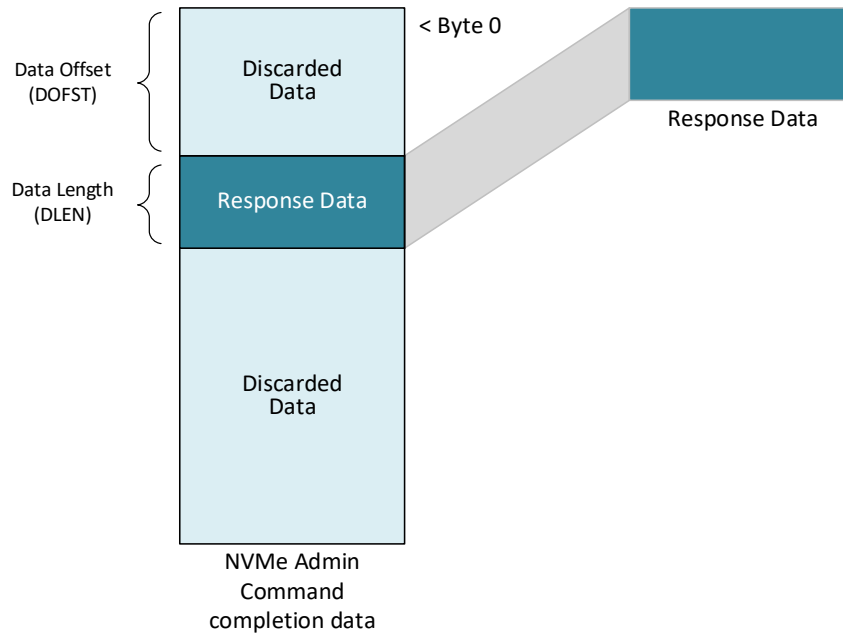 < Byte 0
Data Offset
(DOFST)
Discarded
Data
Response Data
Data Length
(DLEN)
Response Data
Discarded
Data
NVMe Admin
Command
completion data